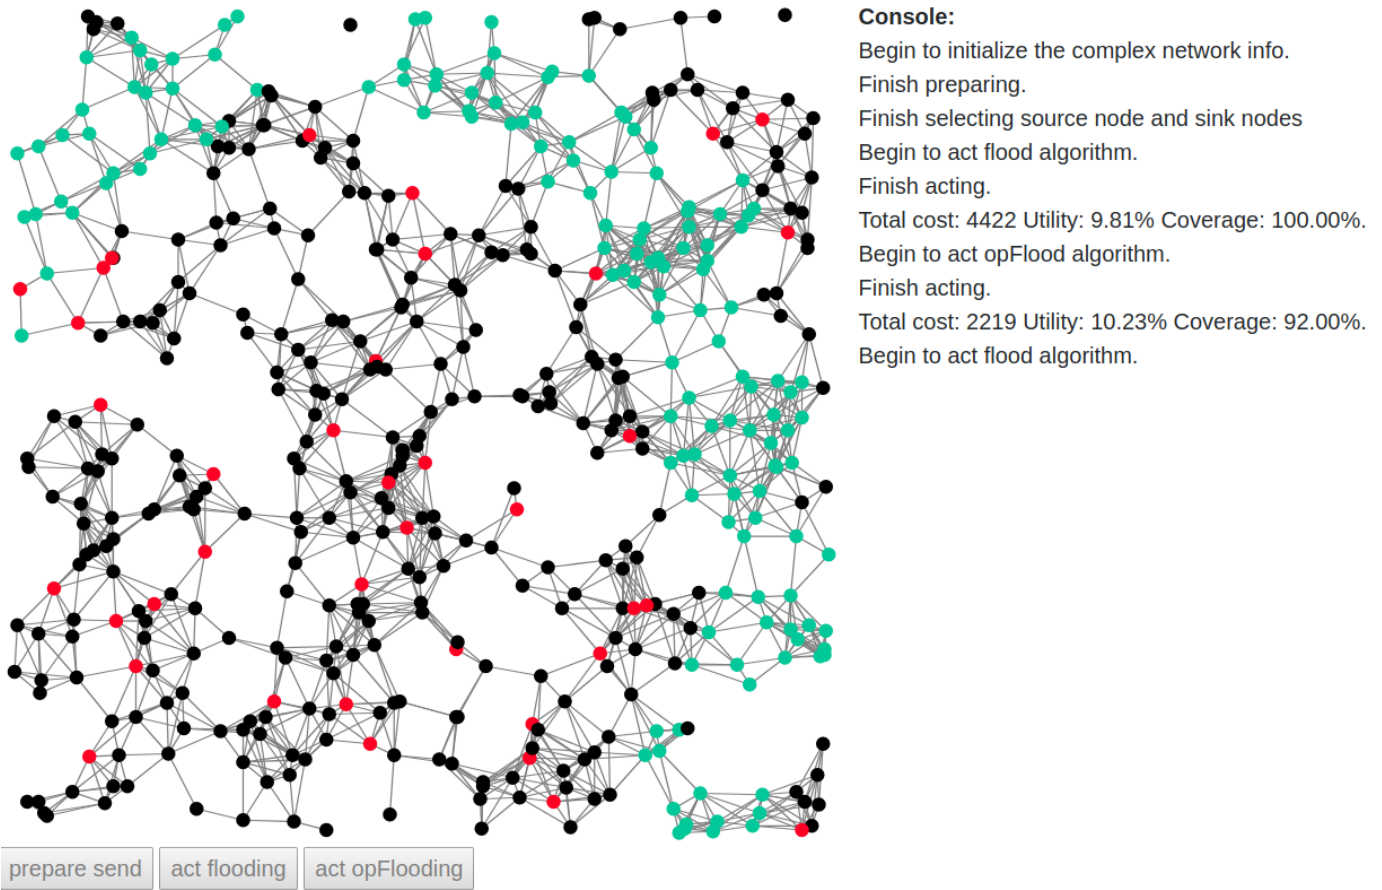 Console:
Begin to initialize the complex network info.
Finish preparing.
Finish selecting source node and sink nodes
Begin to act flood algorithm.
Finish acting.
Total cost: 4422 Utility: 9.81% Coverage: 100.00%.
Begin to act opFlood algorithm.
Finish acting.
Total cost: 2219 Utility: 10.23% Coverage: 92.00%.
Begin to act flood algorithm.
prepare send
act flooding
act opFlooding